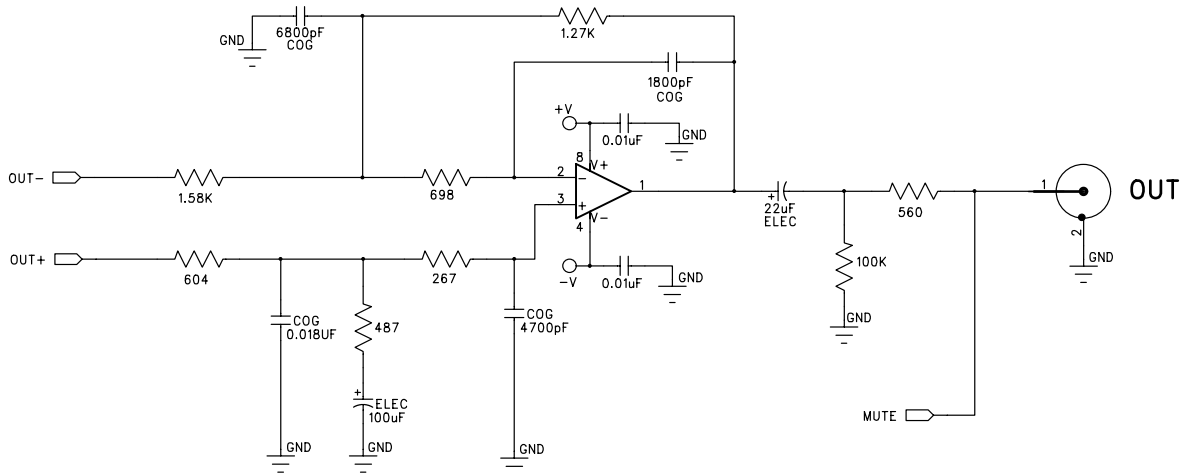 GND
6800pF
COG
1.27K
1800pF
COG
+V
0.01uF
GND
8
V+
OUT-
1.58K
698
2
-
1
3
+
4
V-
22uF
+
ELEC
560
1
OUT
2
GND
OUT+
604
267
-V
0.01uF
GND
100K
GND
COG
0.018UF
487
COG
4700pF
+
ELEC
100uF
GND
GND
GND
MUTE